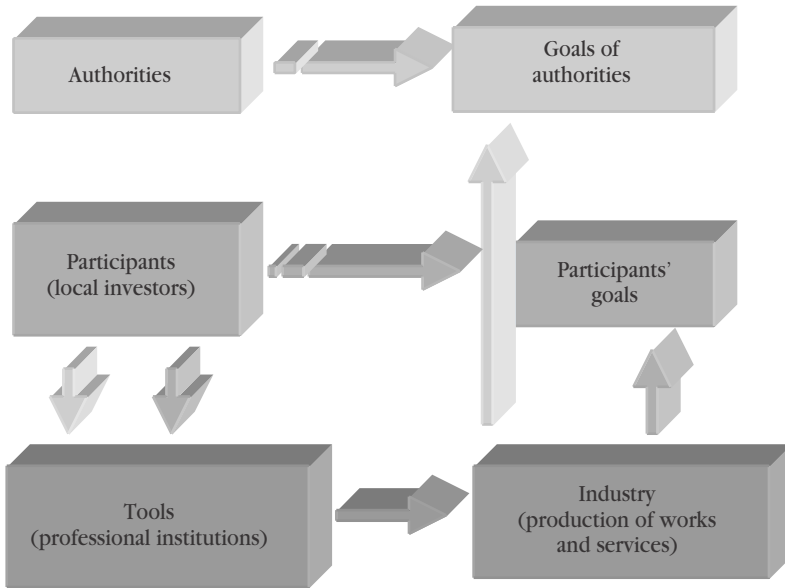 Authorities
Goals of
authorities
Participants
(local investors)
Participants’
goals
Tools
(professional institutions)
Industry
(production of works
and services)